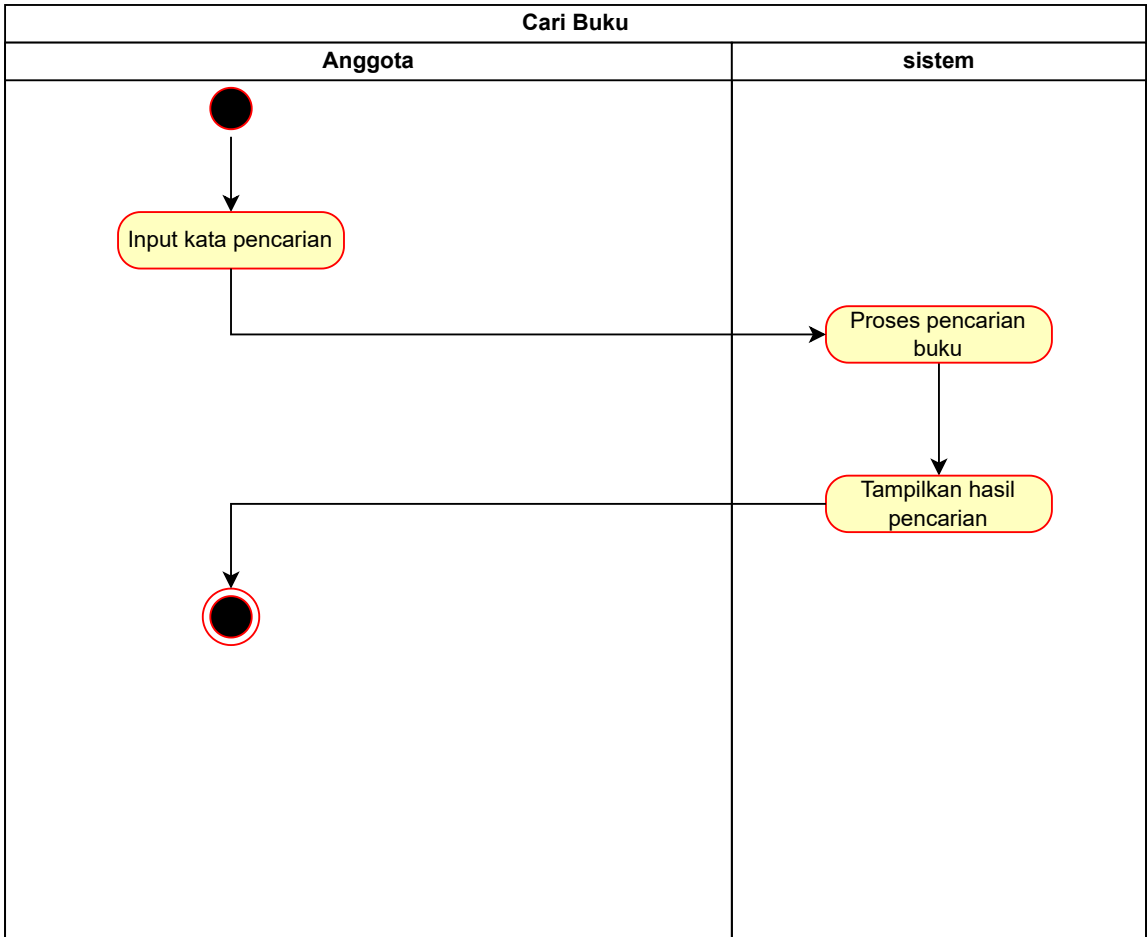 Cari Buku
Anggota
sistem
Input kata pencarian
Proses pencarian
buku
Tampilkan hasil
pencarian